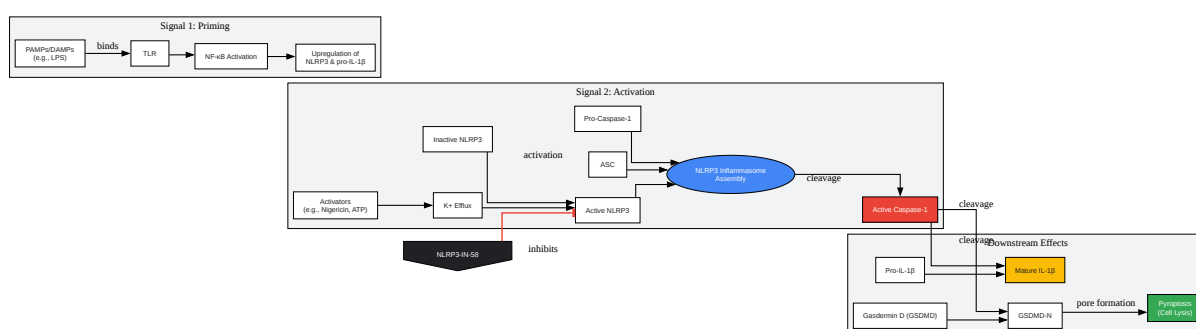 Signal 1: Priming
PAMPs/DAMPs
(e.g., LPS)
binds
TLR
NF-κB Activation
Upregulation of
NLRP3 & pro-IL-1β
Signal 2: Activation
Pro-Caspase-1
Inactive NLRP3
activation
ASC
NLRP3 Inflammasome
Assembly
cleavage
Activators
(e.g., Nigericin, ATP)
K+ Efflux
Active NLRP3
Active Caspase-1
cleavage
NLRP3-IN-58
inhibits
cleavage
Downstream Effects
Pro-IL-1β
Mature IL-1β
Gasdermin D (GSDMD)
GSDMD-N
pore formation
Pyroptosis
(Cell Lysis)